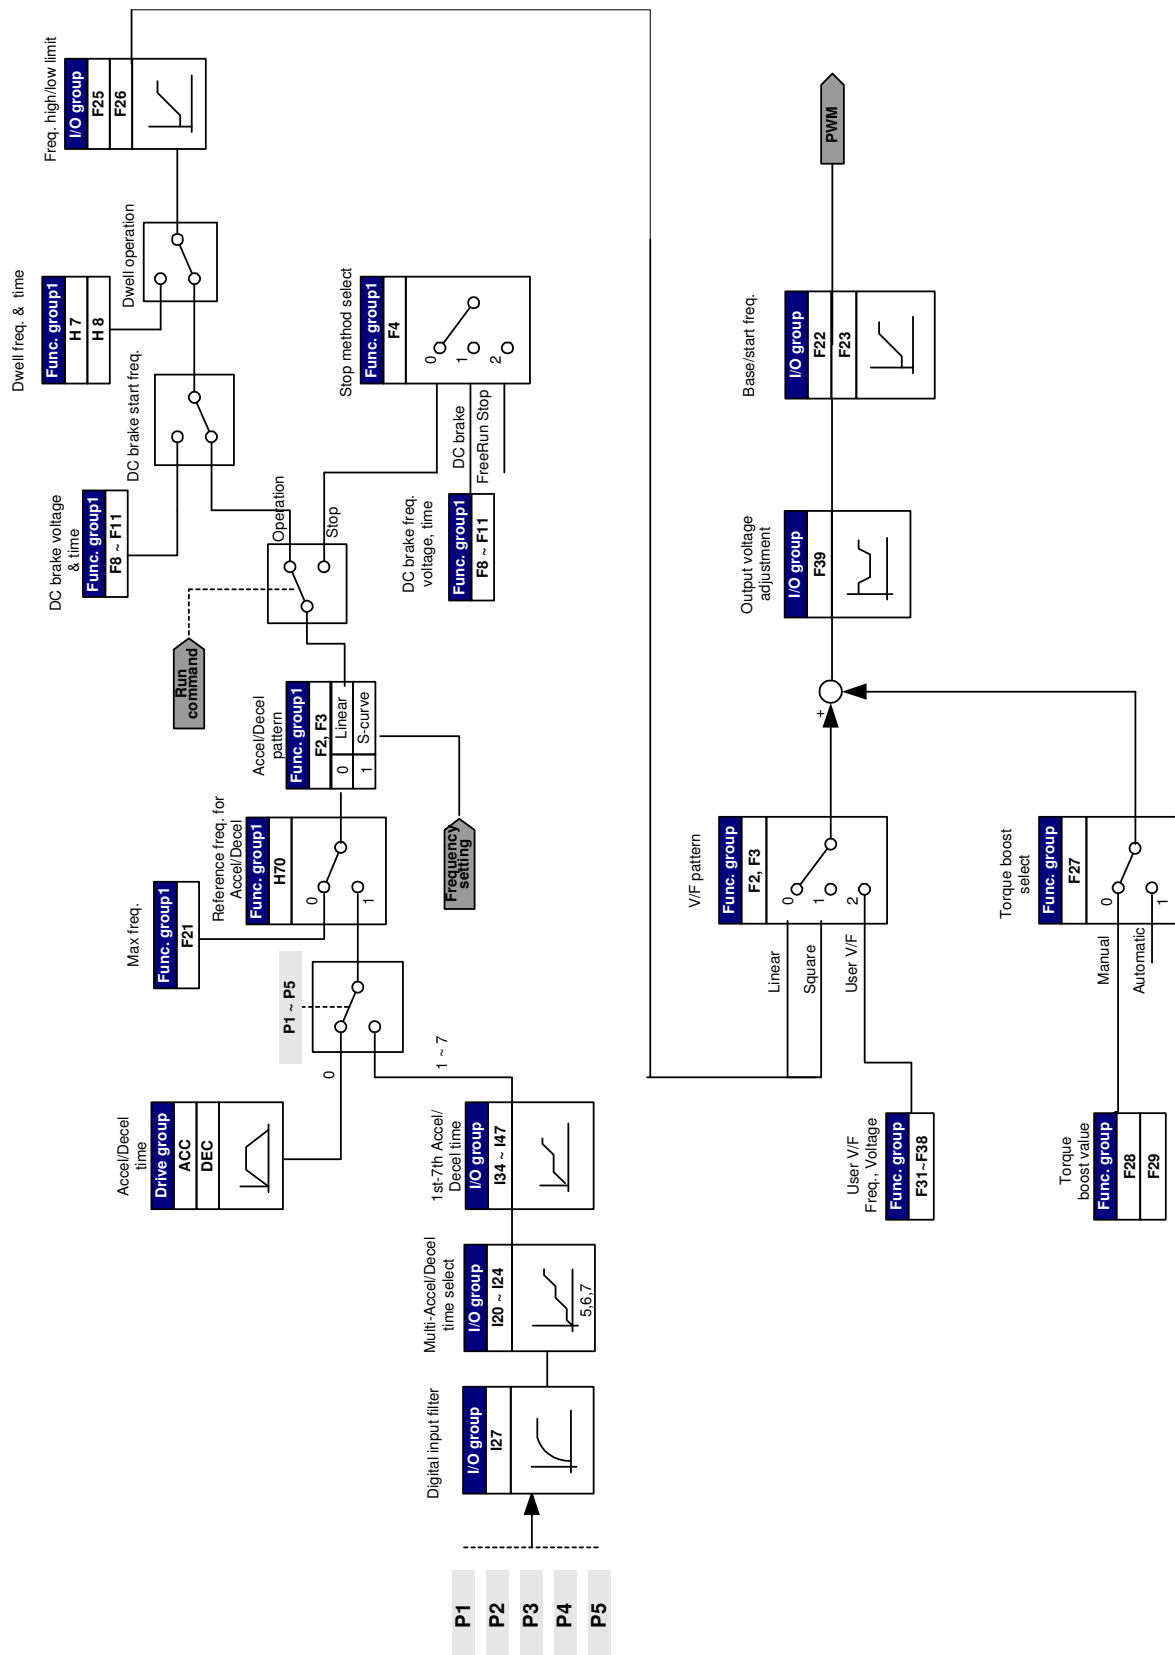 P1
P2
P3
P4
P5
Digital input filter
I/O group
I27
Multi-Accel/Decel
time select
I/O group
I20 ~ I24
5,6,7
1st-7th Accel/
Decel time
I/O group
I34 ~ I47
Accel/Decel
time
Drive group
ACC
DEC
0
1 ~ 7
P1 ~ P5
Max freq.
Func. group1
F21
Reference freq. for
Accel/Decel
Func. group1
H70
0
1
Frequency
setting
Accel/Decel
pattern
Func. group1
F2, F3
0
Linear
1
S-curve
Run
command
Operation
Stop
DC brake voltage
& time
Func. group1
F8 ~ F11
DC brake freq.
voltage, time
Func. group1
F8 ~ F11
DC brake start freq.
DC brake
FreeRun Stop
Stop method select
Func. group1
F4
0
1
2
Dwell freq. & time
Func. group1
H 7
H 8
Dwell operation
Freq. high/low limit
I/O group
F25
F26
User V/F
Freq., Voltage
Func. group
F31~F38
Linear
Square
User V/F
V/F pattern
Func. group
F2, F3
0
1
2
Torque
boost value
Func. group
F28
F29
Manual
Automatic
Torque boost
select
Func. group
F27
0
1
+
Output voltage
adjustment
I/O group
F39
Base/start freq.
I/O group
F22
F23
PWM